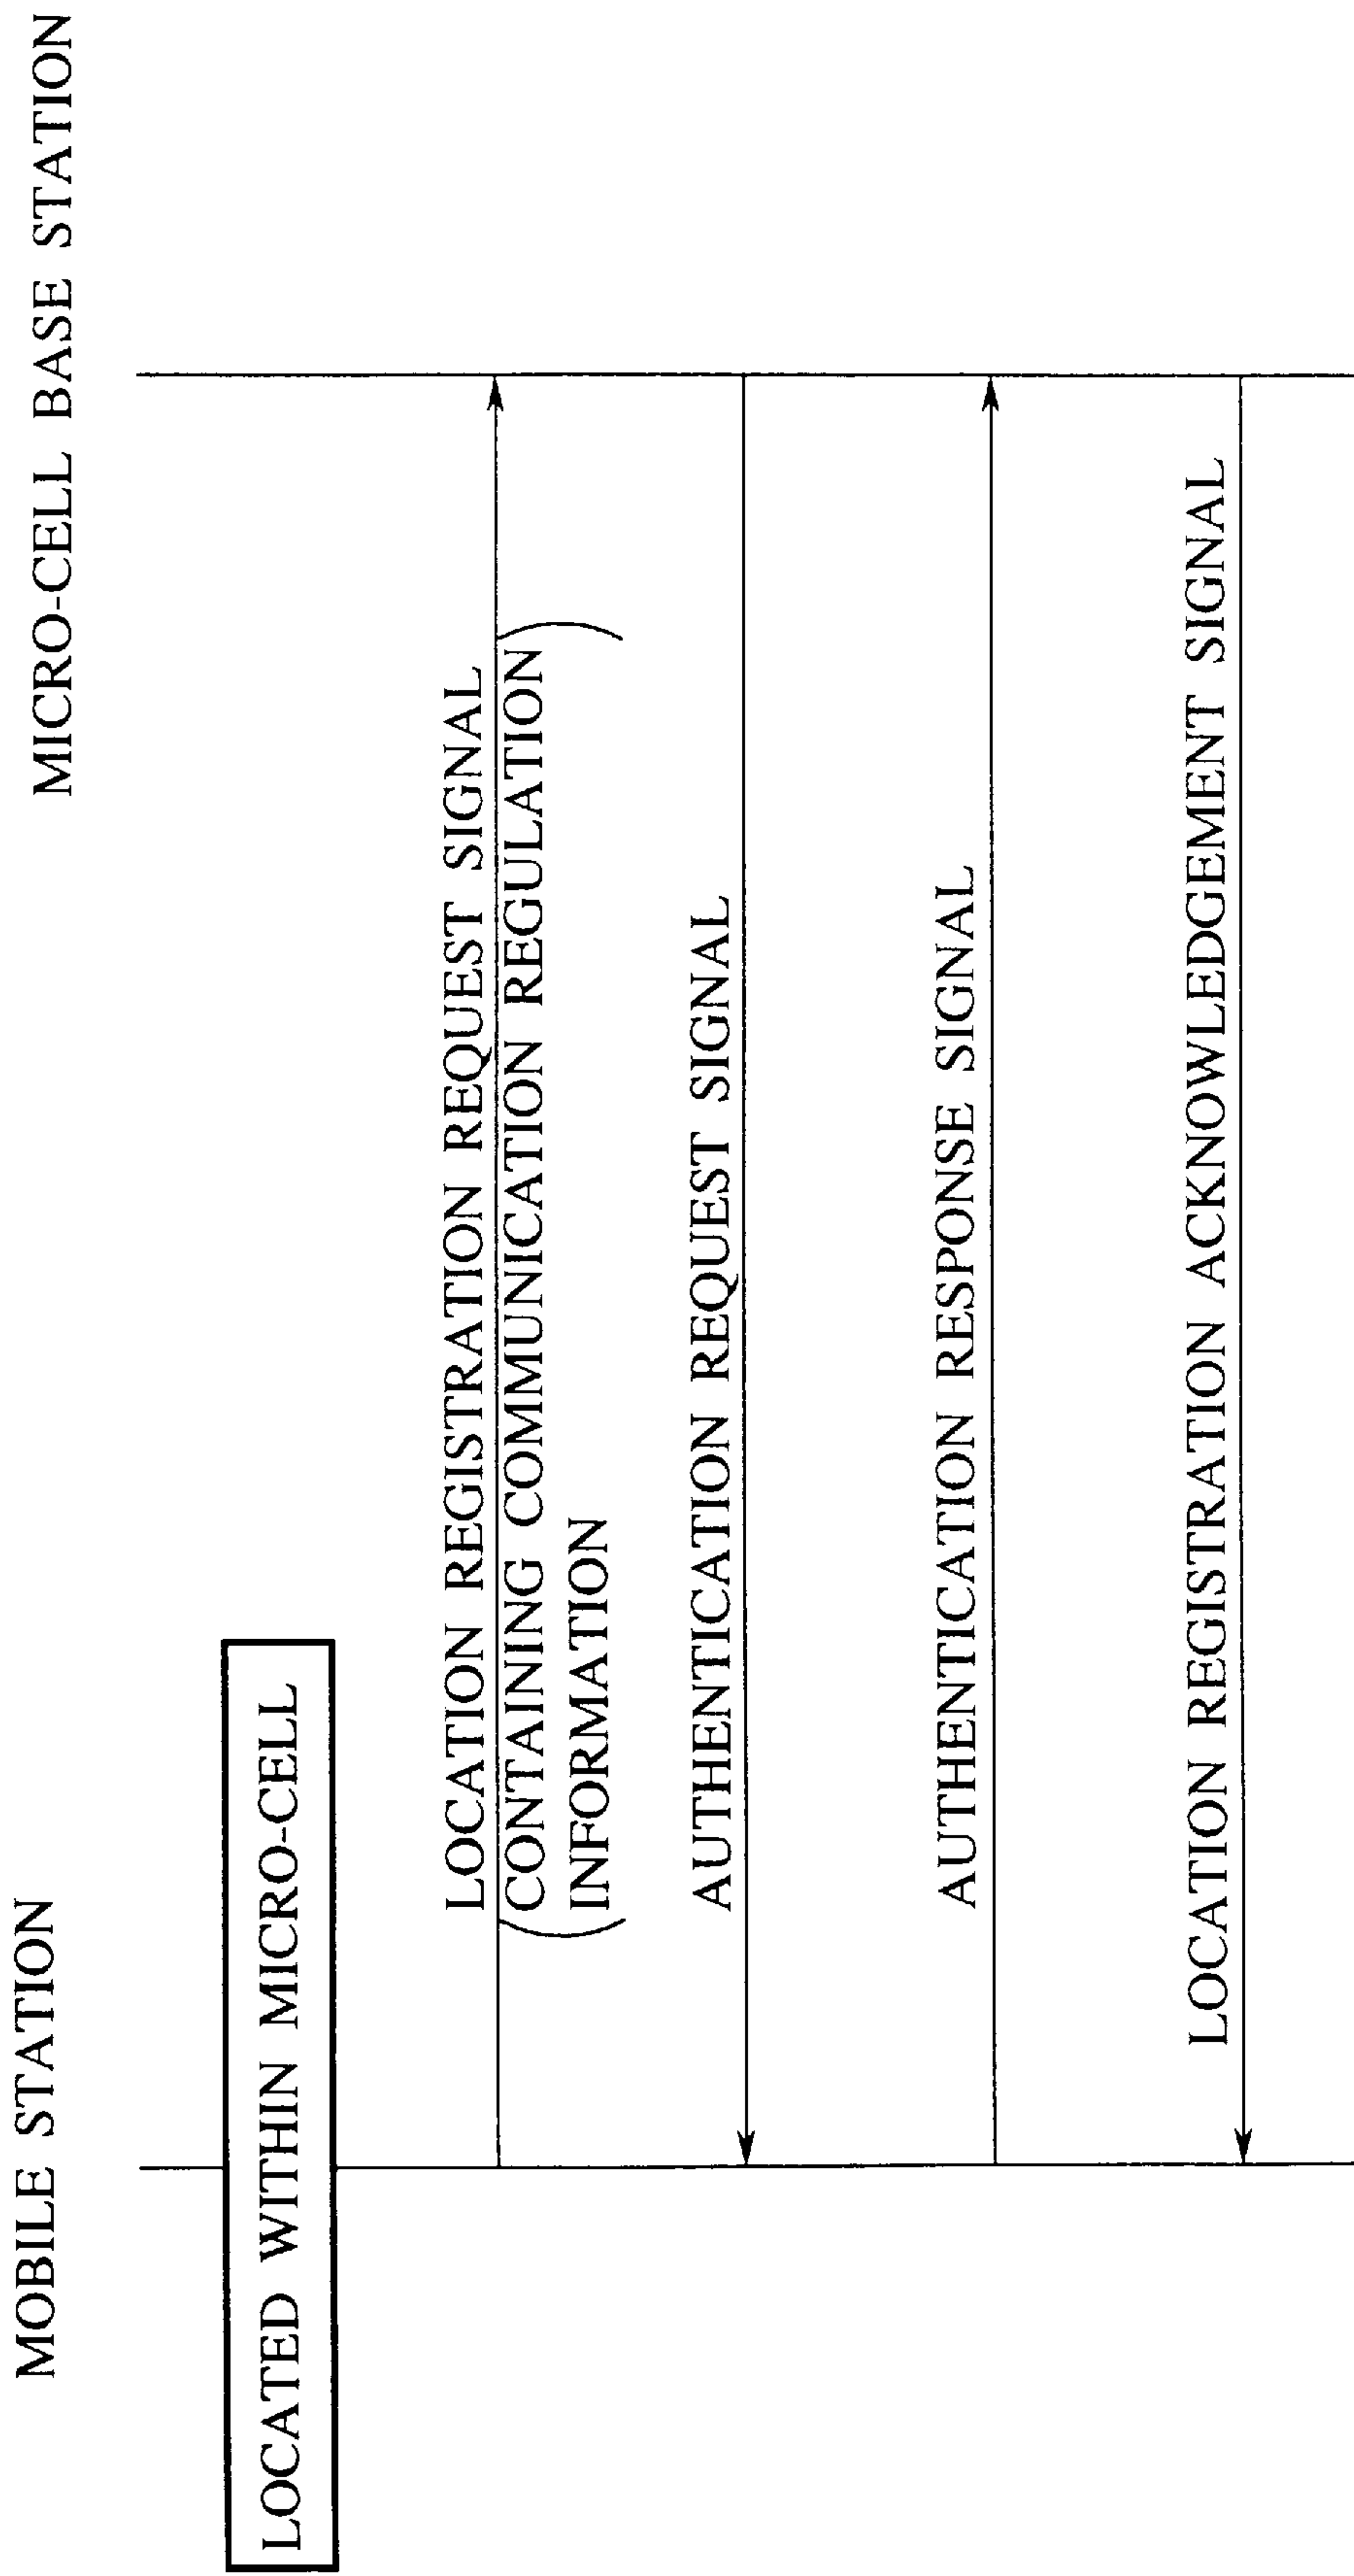 MOBILE STATION
MICRO-CELL BASE STATION
LOCATED WITHIN MICRO-CELL
LOCATION REGISTRATION REQUEST SIGNAL
(CONTAINING COMMUNICATION REGULATION
INFORMATION)
AUTHENTICATION REQUEST SIGNAL
AUTHENTICATION RESPONSE SIGNAL
LOCATION REGISTRATION ACKNOWLEDGEMENT SIGNAL